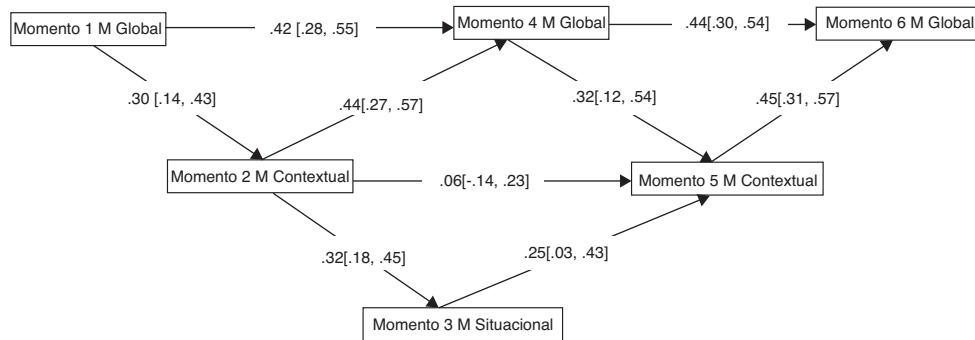 Momento 1 M Global
.42 [.28, .55]
Momento 4 M Global
.44[.30, .54]
Momento 6 M Global
.30 [.14, .43]
.44[.27, .57]
.32[.12, .54]
.45[.31, .57]
Momento 2 M Contextual
.06[-.14, .23]
Momento 5 M Contextual
.32[.18, .45]
.25[.03, .43]
Momento 3 M Situacional